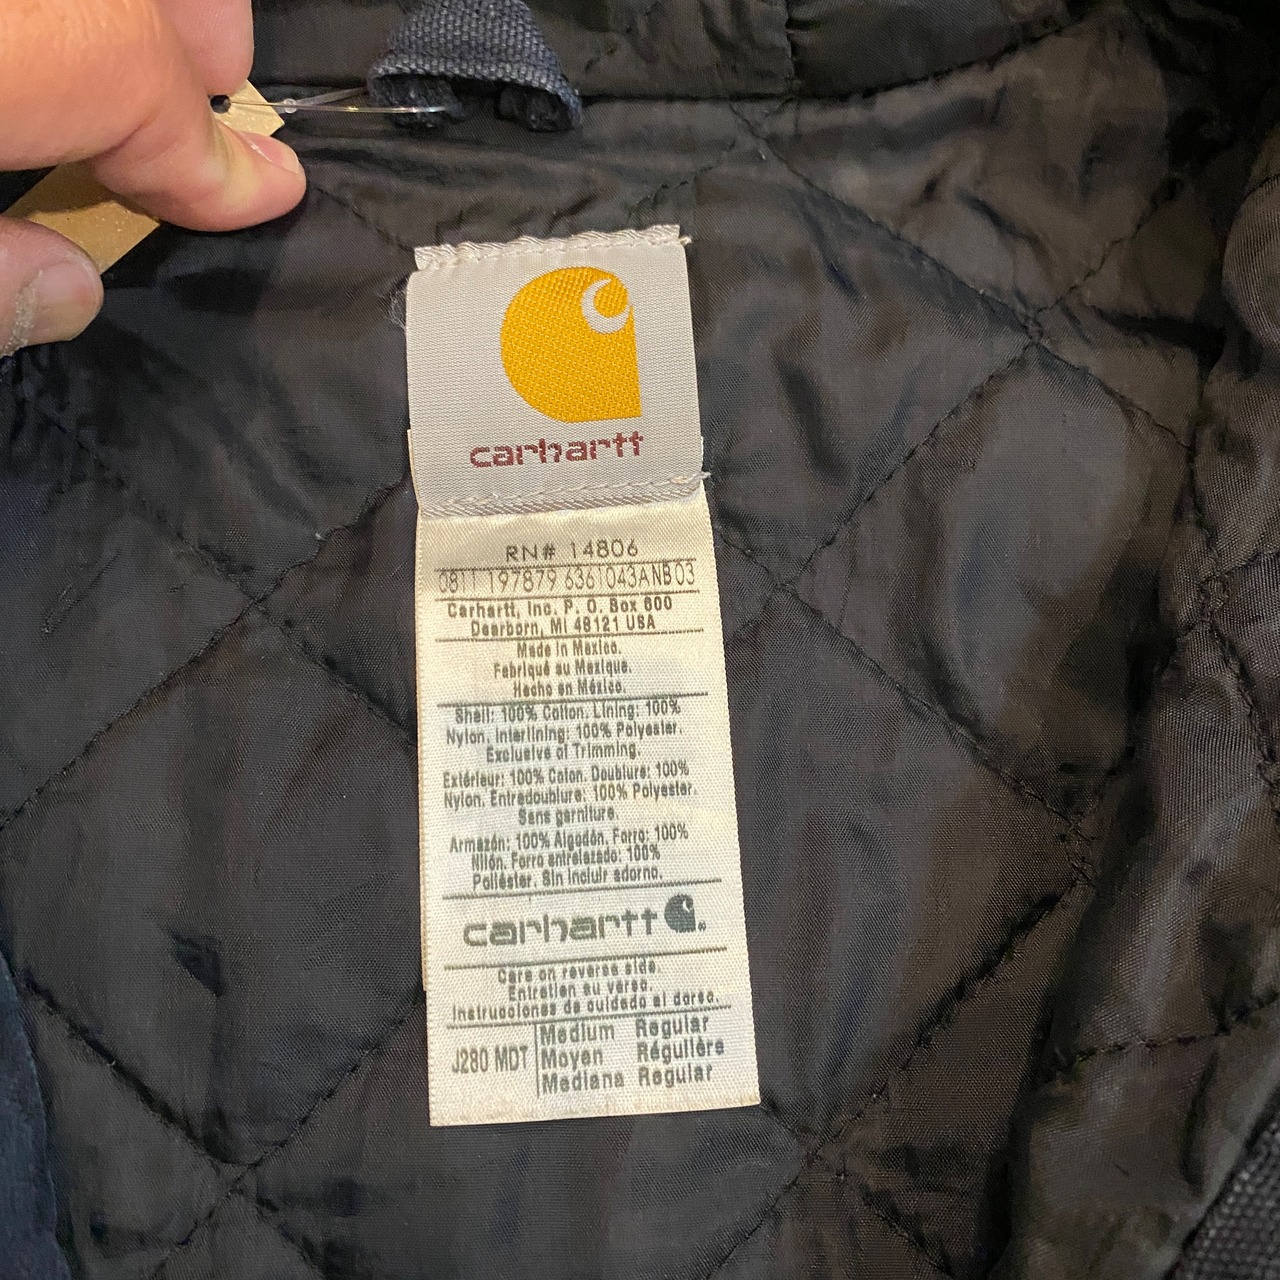 carhartt
RN# 14806
0811 197879 6361043ANB03
Carhartt, Inc. P. O. Box 600
Dearborn, MI 48121 USA
Made in Mexico.
Fabriqué au Mexique.
Hecho en México.
Shell: 100% Cotton. Lining: 100%
Nylon. Interlining: 100% Polyester.
Exclusive of Trimming.
Extérieur: 100% Coton. Doublure: 100%
Nylon. Entredoublure: 100% Polyester.
Sans garniture.
Armazón: 100% Algodón. Forro: 100%
Nilón. Forro entrelazado: 100%
Poliéster. Sin incluir adorno.
carhartt
Care on reverse side.
Entretien au verso.
Instrucciones de cuidado al dorso.
J280 MDT
Medium Regular
Moyen Régulière
Mediana Regular